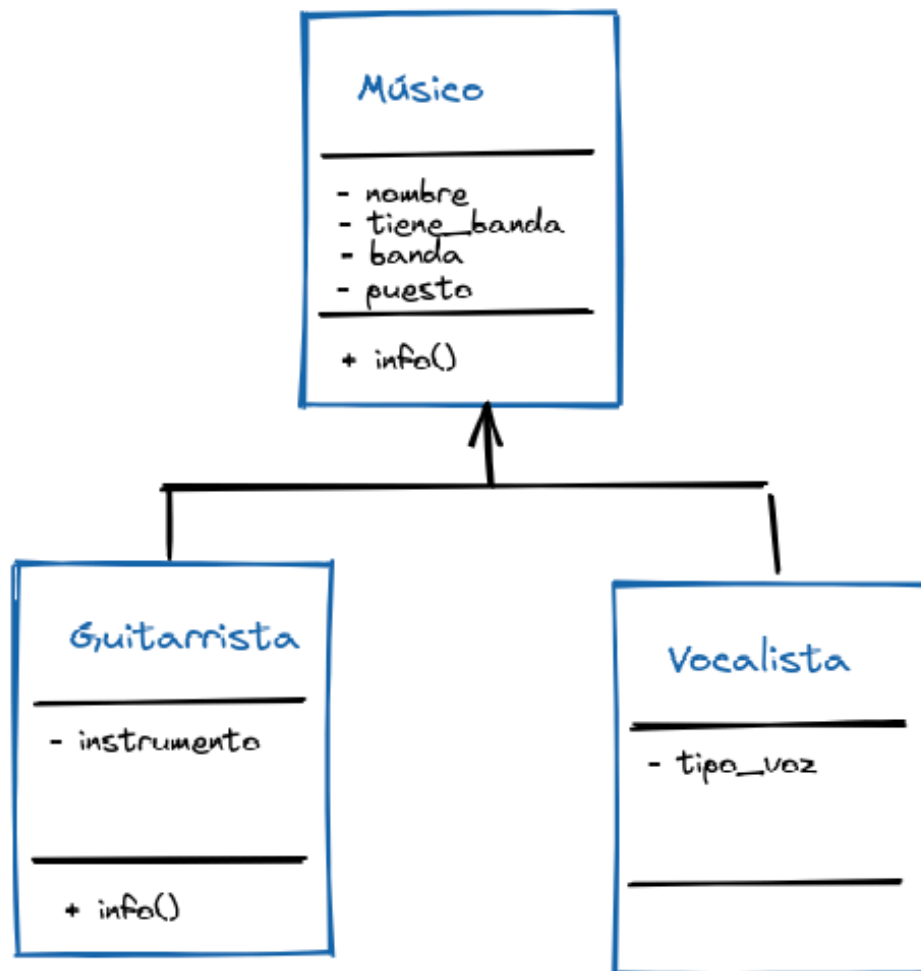 Músico
- nombre
- tiene_banda
- banda
- puesto
+ info()
Guitarrista
- instrumento
+ info()
Vocalista
- tipo_voz